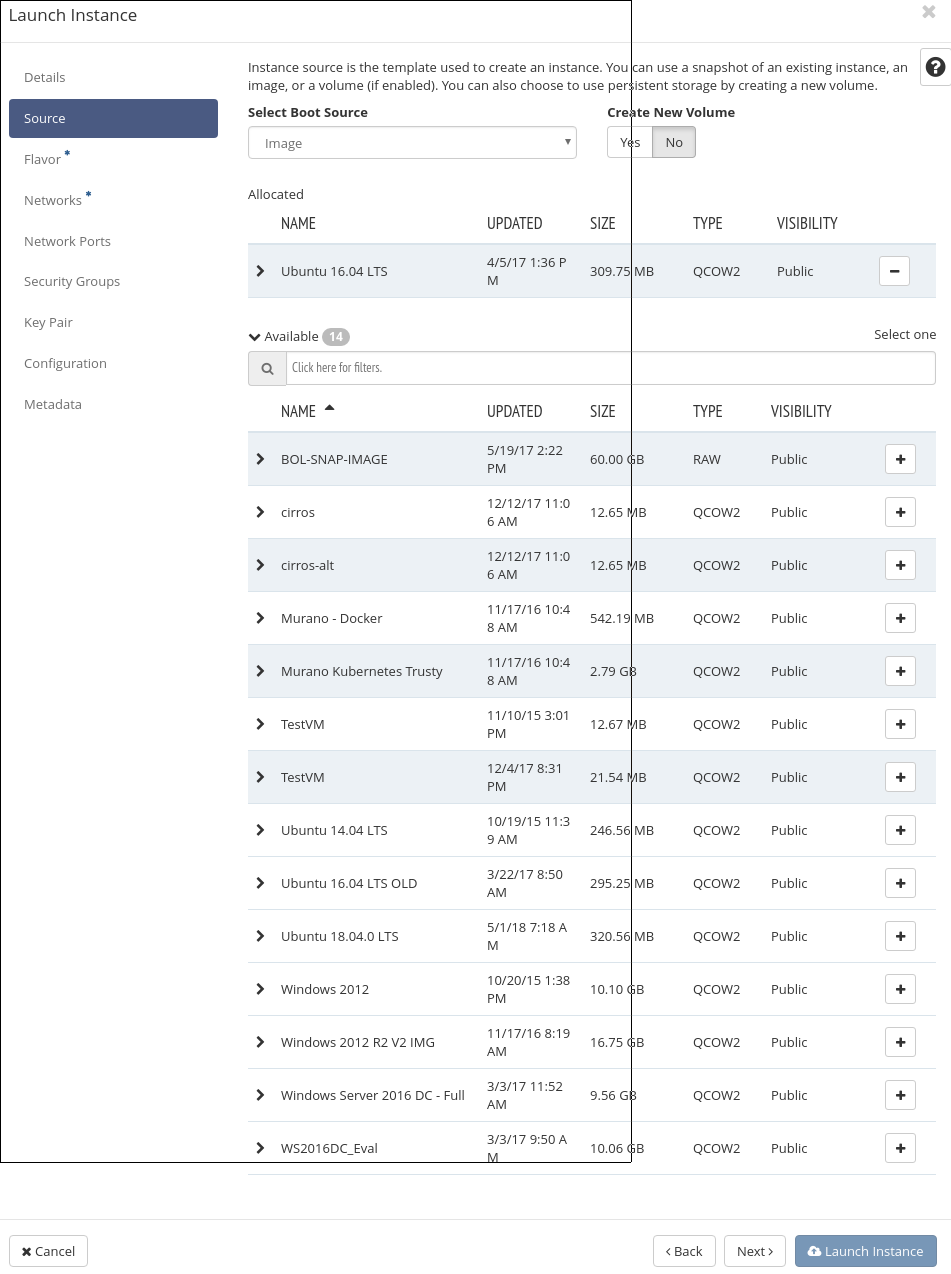 Launch Instance
Details
Source
Flavor *
Networks *
Network Ports
Security Groups
Key Pair
Configuration
Metadata
Instance source is the template used to create an instance. You can use a snapshot of an existing instance, an
image, or a volume (if enabled). You can also choose to use persistent storage by creating a new volume.
Select Boot Source Create New Volume
Image Yes No
Allocated
NAME UPDATED SIZE TYPE VISIBILITY
Ubuntu 16.04 LTS 4/5/17 1:36 P 309.75 MB QCOW2 Public
M
Available 14 Select one
Click here for filters.
NAME UPDATED SIZE TYPE VISIBILITY
BOL-SNAP-IMAGE 5/19/17 2:22 60.00 GB RAW Public
PM
cirros 12/12/17 11:0 12.65 MB QCOW2 Public
6 AM
cirros-alt 12/12/17 11:0 12.65 MB QCOW2 Public
6 AM
Murano - Docker 11/17/16 10:4 542.19 MB QCOW2 Public
8 AM
Murano Kubernetes Trusty 11/17/16 10:4 2.79 GB QCOW2 Public
8 AM
TestVM 11/10/15 3:01 12.67 MB QCOW2 Public
PM
TestVM 12/4/17 8:31 21.54 MB QCOW2 Public
PM
Ubuntu 14.04 LTS 10/19/15 11:3 246.56 MB QCOW2 Public
9 AM
Ubuntu 16.04 LTS OLD 3/22/17 8:50 295.25 MB QCOW2 Public
AM
Ubuntu 18.04.0 LTS 5/1/18 7:18 A 320.56 MB QCOW2 Public
M
Windows 2012 10/20/15 1:38 10.10 GB QCOW2 Public
PM
Windows 2012 R2 V2 IMG 11/17/16 8:19 16.75 GB QCOW2 Public
AM
Windows Server 2016 DC - Full 3/3/17 11:52 9.56 GB QCOW2 Public
AM
WS2016DC_Eval 3/3/17 9:50 A 10.06 GB QCOW2 Public
M
Cancel
Back
Next
Launch Instance